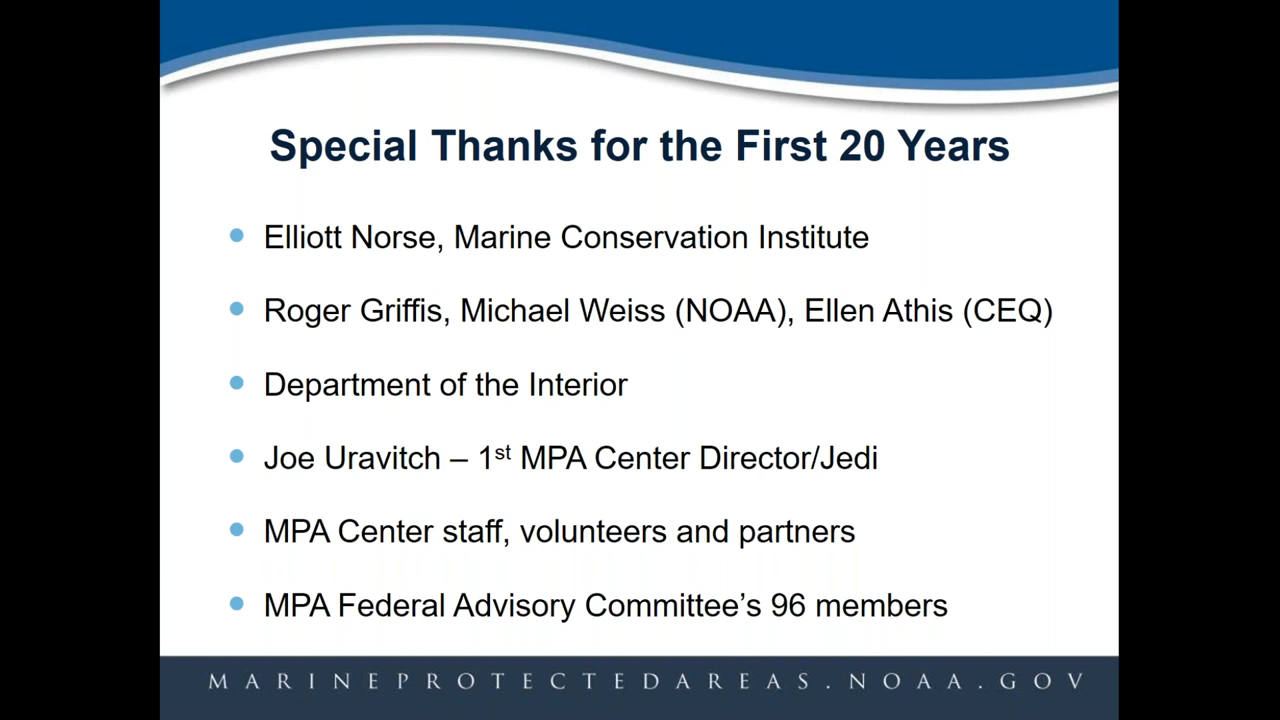 Special Thanks for the First 20 Years
Elliott Norse, Marine Conservation Institute
Roger Griffis, Michael Weiss (NOAA), Ellen Athis (CEQ)
Department of the Interior
Joe Uravitch – 1st MPA Center Director/Jedi
MPA Center staff, volunteers and partners
MPA Federal Advisory Committee’s 96 members
MARINEPROTECTEDAREAS.NOAA.GOV